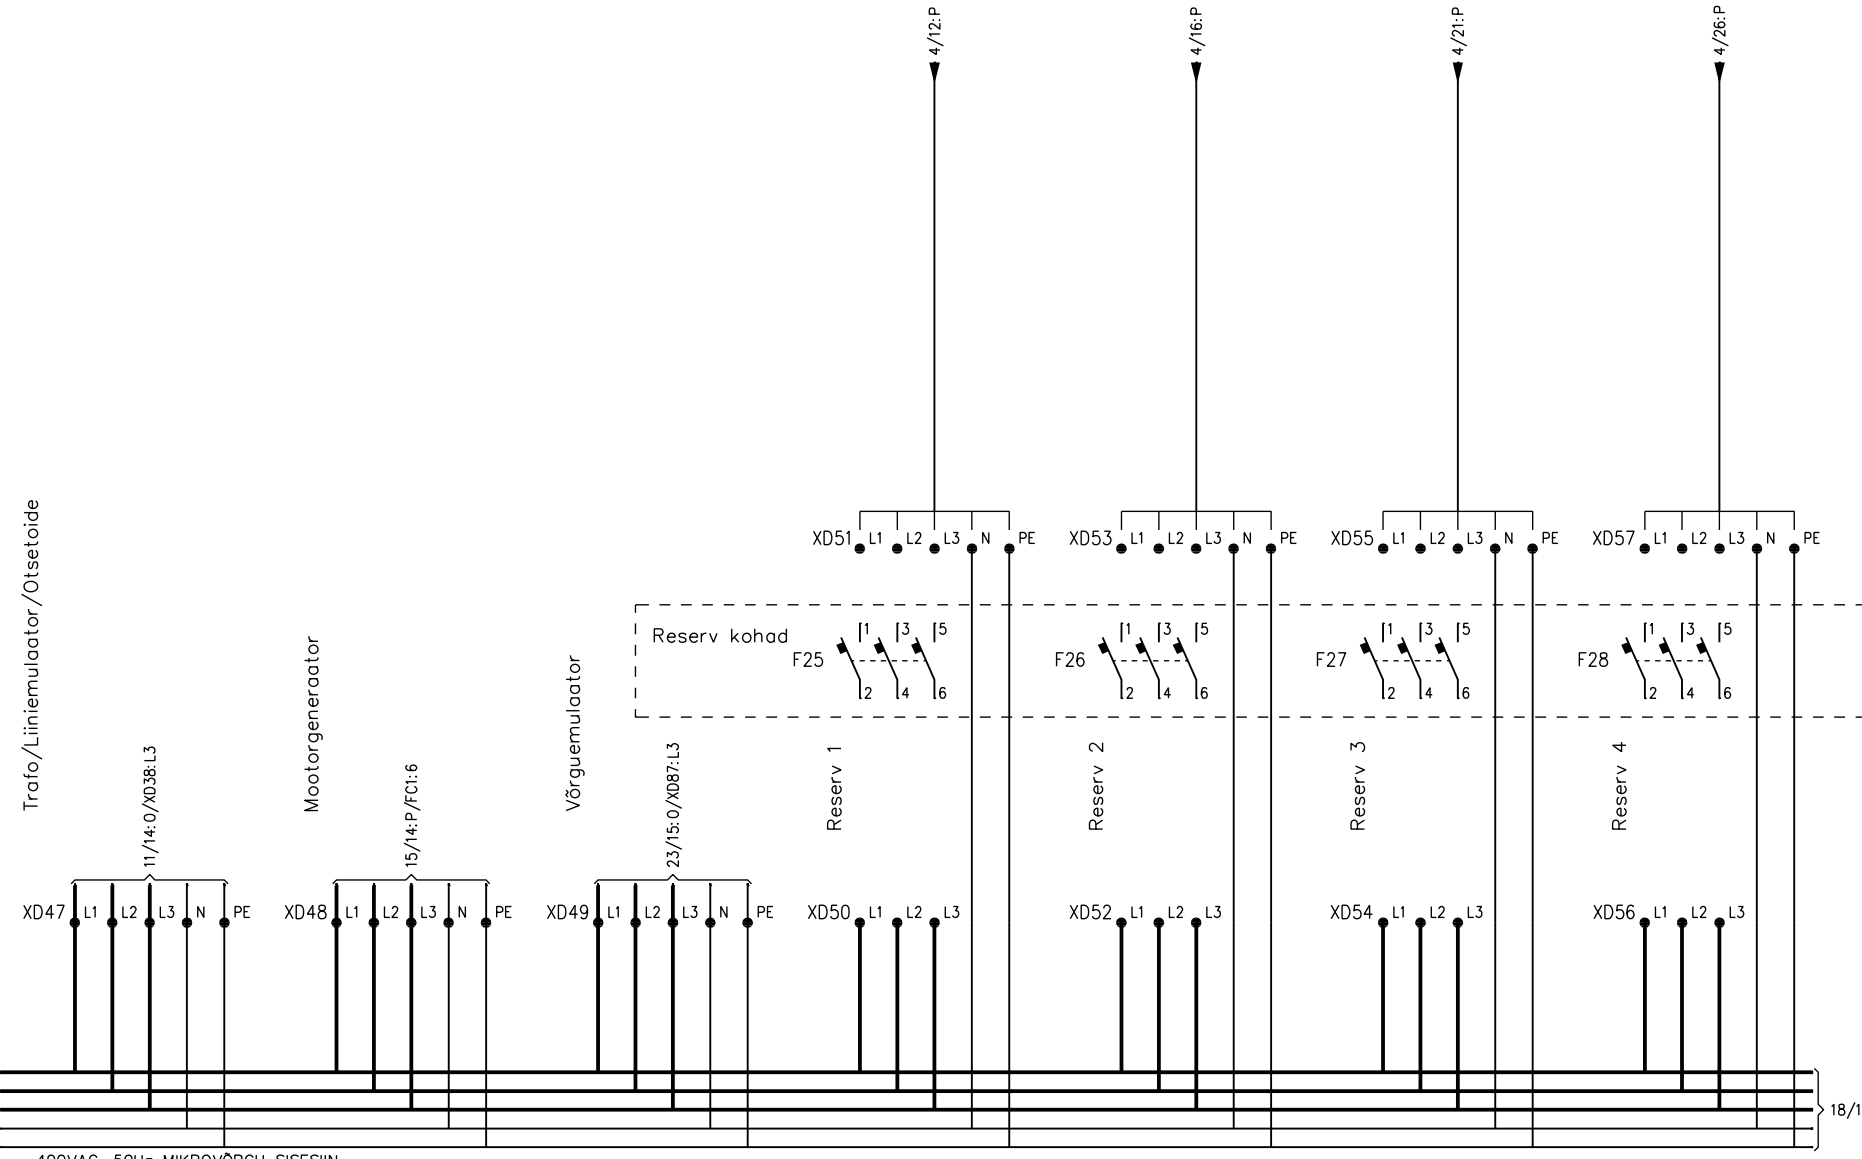 4/12:P
4/16:P
4/21:P
4/26:P
XD51 L1 L2 L3 N PE
XD53 L1 L2 L3 N PE
XD55 L1 L2 L3 N PE
XD57 L1 L2 L3 N PE
Reserv kohad
F25 1 3 5
2 4 6
F26 1 3 5
2 4 6
F27 1 3 5
2 4 6
F28 1 3 5
2 4 6
Trafo/Liiniemulaator/Otsetoide
11/14:O/XD38:L3
Mootorgeneraator
15/14:P/FC1:6
Võrguemulaator
23/15:O/XD87:L3
Reserv 1
Reserv 2
Reserv 3
Reserv 4
XD47 L1 L2 L3 N PE
XD48 L1 L2 L3 N PE
XD49 L1 L2 L3 N PE
XD50 L1 L2 L3
XD52 L1 L2 L3
XD54 L1 L2 L3
XD56 L1 L2 L3
18/1
400VAC, 50Hz MIKROVÕRGU SISESIIN